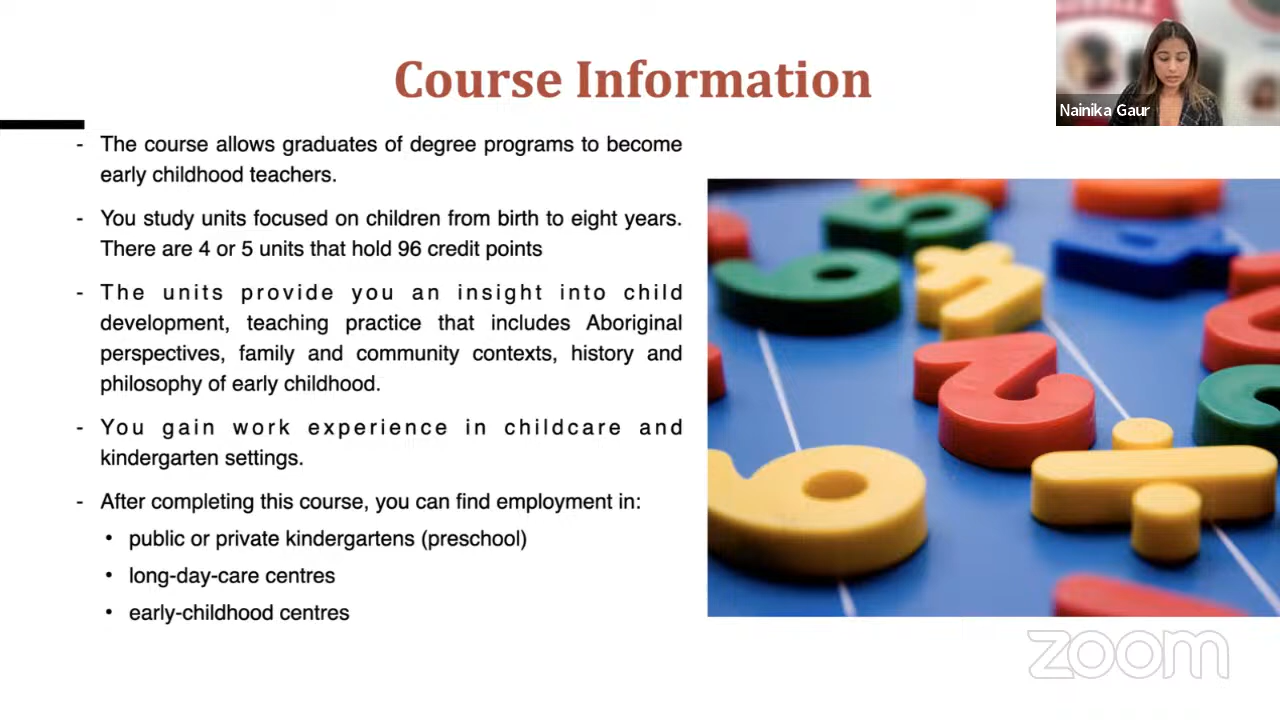 Course Information
Nainika Gaur
- The course allows graduates of degree programs to become
early childhood teachers.
- You study units focused on children from birth to eight years.
There are 4 or 5 units that hold 96 credit points
- The units provide you an insight into child
development, teaching practice that includes Aboriginal
perspectives, family and community contexts, history and
philosophy of early childhood.
- You gain work experience in childcare and
kindergarten settings.
- After completing this course, you can find employment in:
• public or private kindergartens (preschool)
• long-day-care centres
• early-childhood centres
zoom